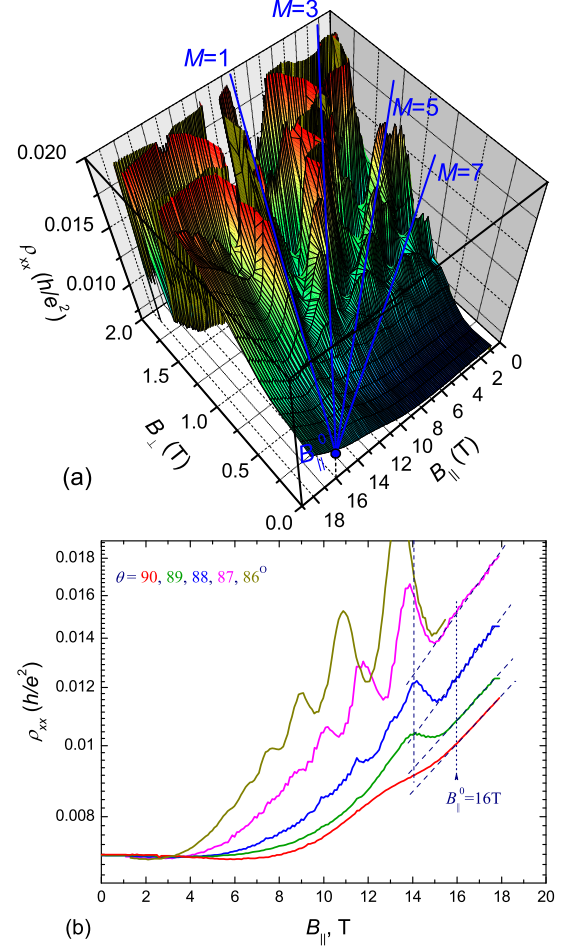 M=3
M=1
M=5
M=7
0.020
0.015
0.010
ρxx (h/e²)
2.0
1.5
1.0
0.5
0.0
B⊥ (T)
0
2
4
6
8
10
12
14
16
18
B|| (T)
B||⁰
(a)
0.018
0.016
0.014
0.012
0.01
0.008
ρxx (h/e²)
θ = 90, 89, 88, 87, 86°
B||⁰=16T
0 2 4 6 8 10 12 14 16 18 20
B||, T
(b)